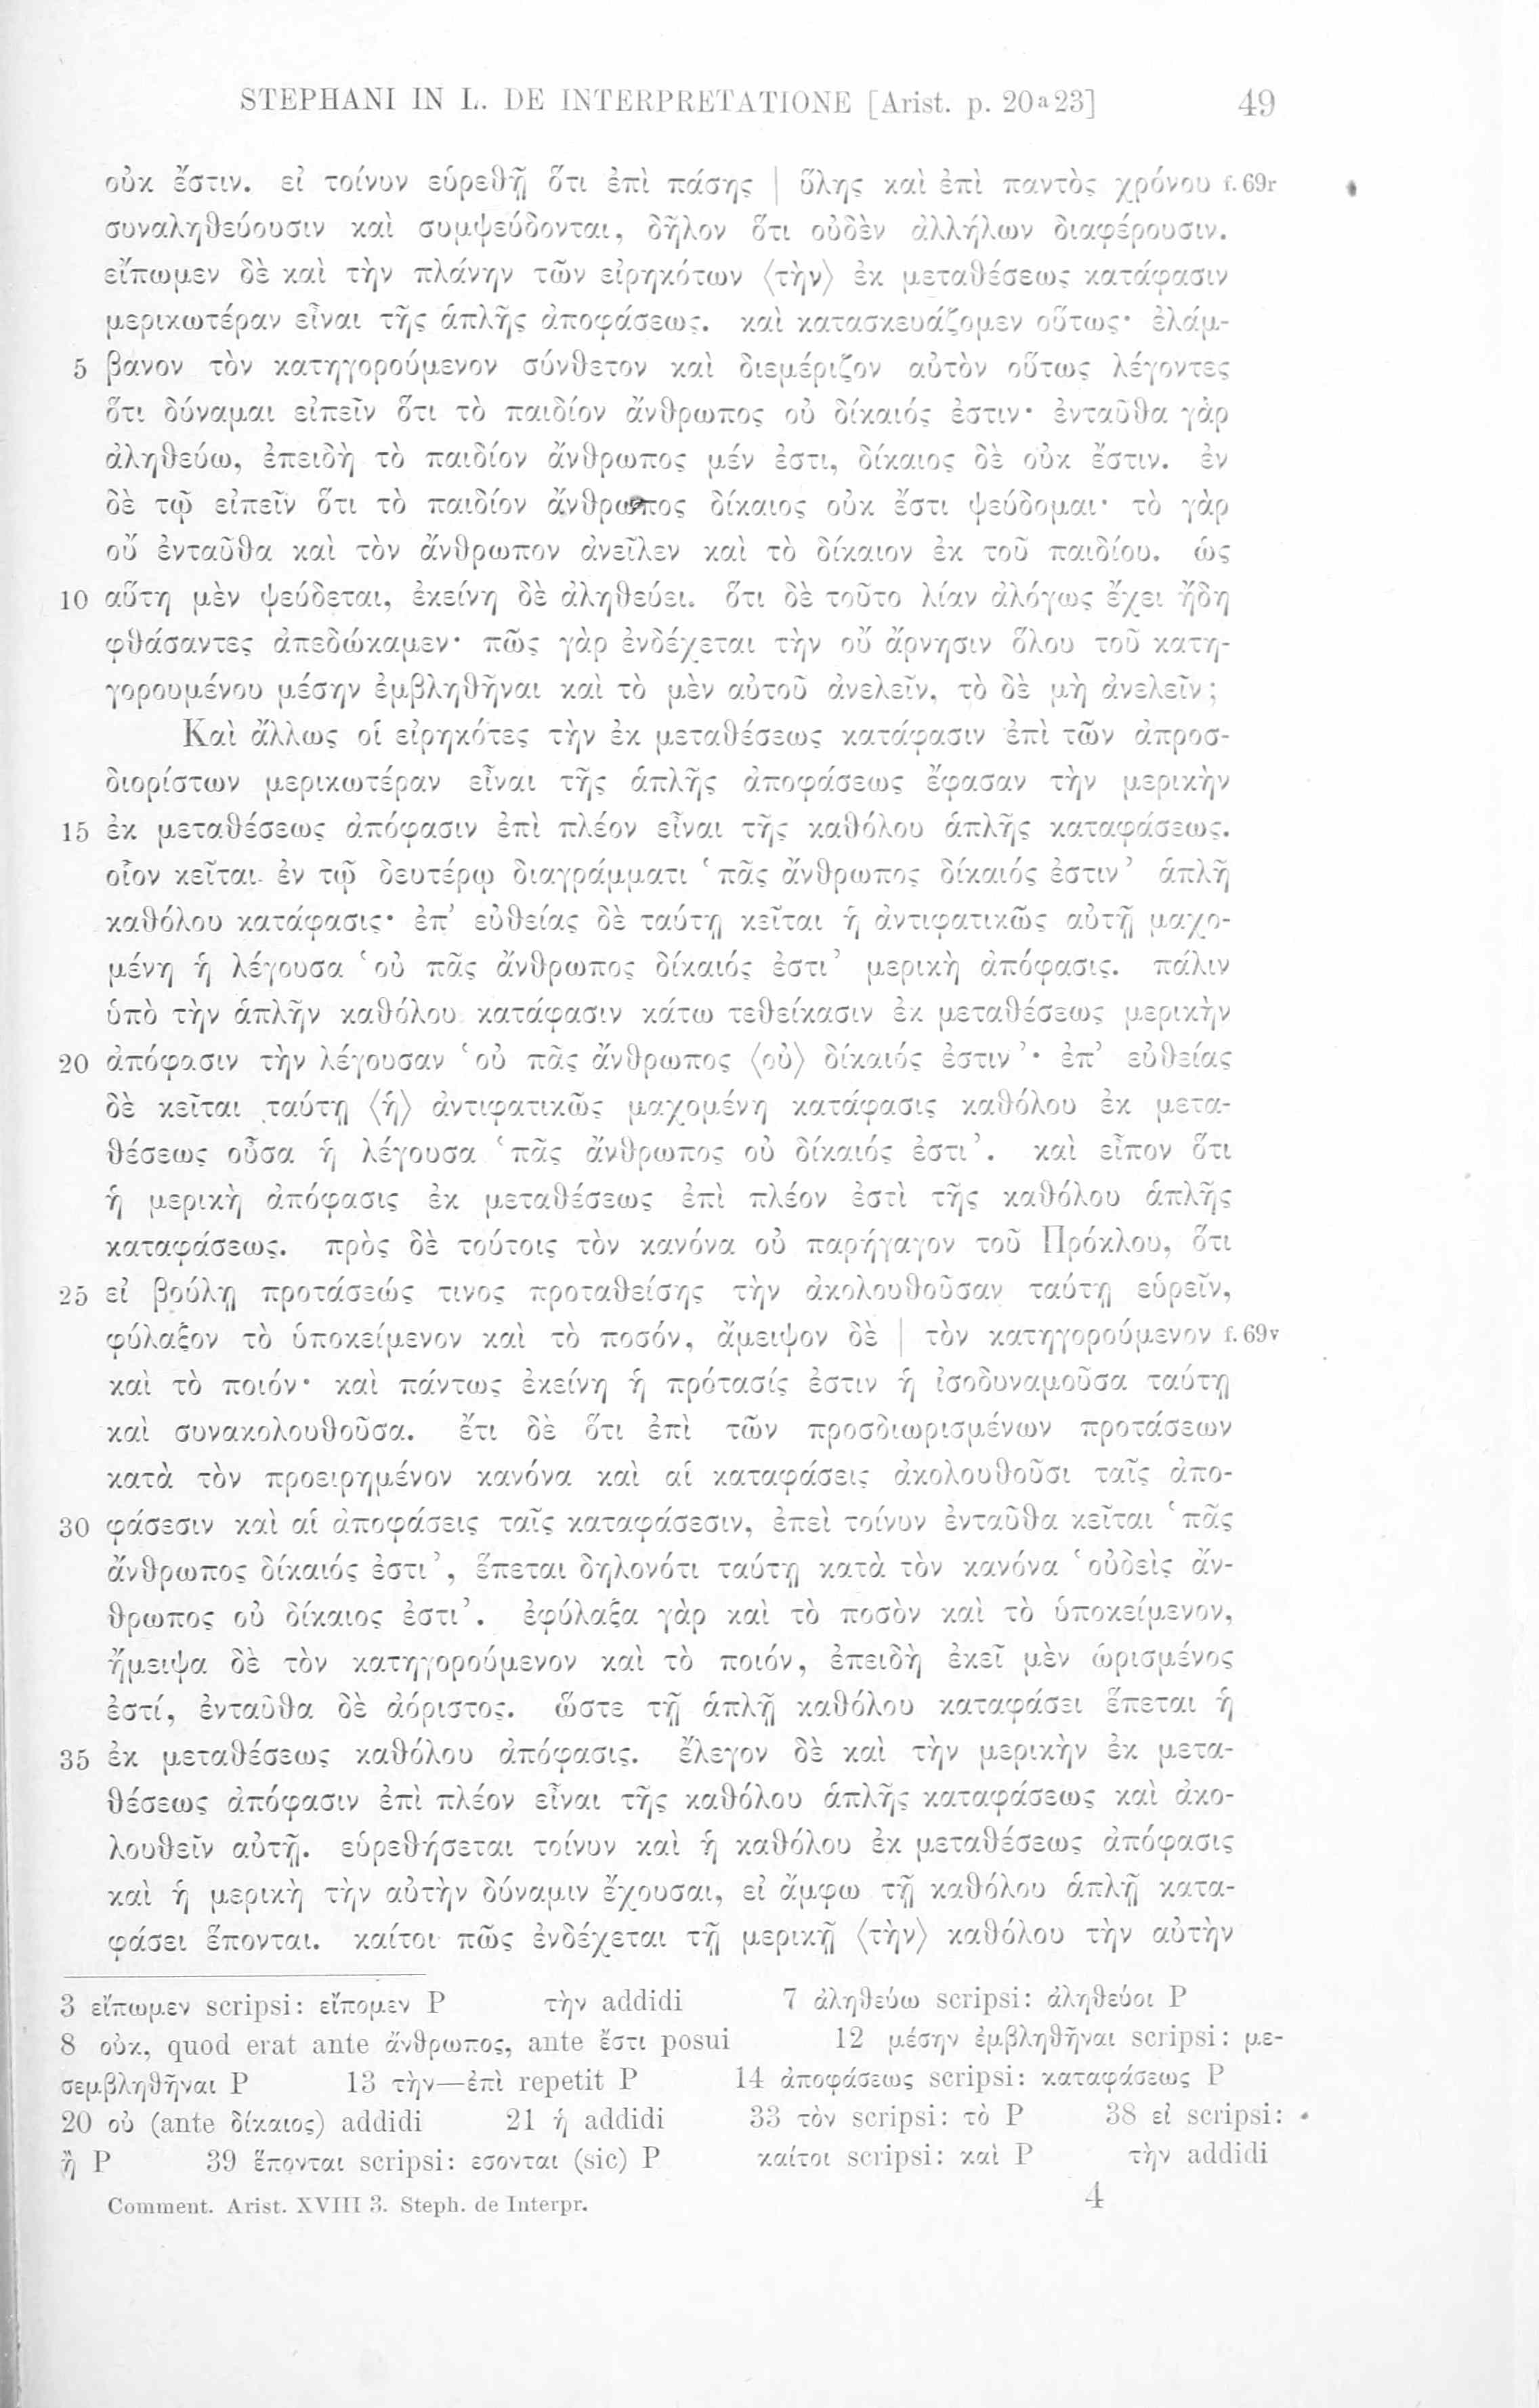 STEPHANI IN L. DE INTERPRETATIONE [Arist. p. 20a23] 49
οὐκ ἔστιν. εἰ τοίνυν εὑρεθῇ ὅτι ἐπὶ πάσης | ὕλης καὶ ἐπὶ παντὸς χρόνου f. 69r
συναληθεύουσιν καὶ συμψεύδονται, δῆλον ὅτι οὐδὲν ἀλλήλων διαφέρουσιν.
εἴπωμεν δὲ καὶ τὴν πλάνην τῶν εἰρηκότων ⟨τὴν⟩ ἐκ μεταθέσεως κατάφασιν
μερικωτέραν εἶναι τῆς ἁπλῆς ἀποφάσεως. καὶ κατασκευάζομεν οὕτως· ἐλάμ-
5 βανον τὸν κατηγορούμενον σύνθετον καὶ διεμέριζον αὐτὸν οὕτως λέγοντες
ὅτι δύναμαι εἰπεῖν ὅτι τὸ παιδίον ἄνθρωπος οὐ δίκαιός ἐστιν· ἐνταῦθα γὰρ
ἀληθεύω, ἐπειδὴ τὸ παιδίον ἄνθρωπος μέν ἐστι, δίκαιος δὲ οὐκ ἔστιν. ἐν
δὲ τῷ εἰπεῖν ὅτι τὸ παιδίον ἄνθρωπος δίκαιος οὐκ ἔστι ψεύδομαι· τὸ γὰρ
οὔ ἐνταῦθα καὶ τὸν ἄνθρωπον ἀνεῖλεν καὶ τὸ δίκαιον ἐκ τοῦ παιδίου. ὡς
10 αὕτη μὲν ψεύδεται, ἐκείνη δὲ ἀληθεύει. ὅτι δὲ τοῦτο λίαν ἀλόγως ἔχει ἤδη
φθάσαντες ἀπεδώκαμεν· πῶς γὰρ ἐνδέχεται τὴν οὔ ἄρνησιν ὅλου τοῦ κατη-
γορουμένου μέσην ἐμβληθῆναι καὶ τὸ μὲν αὐτοῦ ἀνελεῖν, τὸ δὲ μὴ ἀνελεῖν;
Καὶ ἄλλως οἱ εἰρηκότες τὴν ἐκ μεταθέσεως κατάφασιν ἐπὶ τῶν ἀπροσ-
διορίστων μερικωτέραν εἶναι τῆς ἁπλῆς ἀποφάσεως ἔφασαν τὴν μερικὴν
15 ἐκ μεταθέσεως ἀπόφασιν ἐπὶ πλέον εἶναι τῆς καθόλου ἁπλῆς καταφάσεως.
οἷον κεῖται ἐν τῷ δευτέρῳ διαγράμματι ‘πᾶς ἄνθρωπος δίκαιός ἐστιν’ ἁπλῆ
καθόλου κατάφασις· ἐπ’ εὐθείας δὲ ταύτῃ κεῖται ἡ ἀντιφατικῶς αὐτῇ μαχο-
μένη ἡ λέγουσα ‘οὐ πᾶς ἄνθρωπος δίκαιός ἐστι’ μερικὴ ἀπόφασις. πάλιν
ὑπὸ τὴν ἁπλῆν καθόλου κατάφασιν κάτω τεθείκασιν ἐκ μεταθέσεως μερικὴν
20 ἀπόφασιν τὴν λέγουσαν ‘οὐ πᾶς ἄνθρωπος ⟨οὐ⟩ δίκαιός ἐστιν’· ἐπ’ εὐθείας
δὲ κεῖται ταύτῃ ⟨ἡ⟩ ἀντιφατικῶς μαχομένη κατάφασις καθόλου ἐκ μετα-
θέσεως οὖσα ἡ λέγουσα ‘πᾶς ἄνθρωπος οὐ δίκαιός ἐστι’. καὶ εἶπον ὅτι
ἡ μερικὴ ἀπόφασις ἐκ μεταθέσεως ἐπὶ πλέον ἐστὶ τῆς καθόλου ἁπλῆς
καταφάσεως. πρὸς δὲ τούτοις τὸν κανόνα οὐ παρήγαγον τοῦ Πρόκλου, ὅτι
25 εἰ βούλῃ προτάσεώς τινος προταθείσης τὴν ἀκολουθοῦσαν ταύτῃ εὑρεῖν,
φύλαξον τὸ ὑποκείμενον καὶ τὸ ποσόν, ἄμειψον δὲ | τὸν κατηγορούμενον f. 69v
καὶ τὸ ποιόν· καὶ πάντως ἐκείνη ἡ πρότασίς ἐστιν ἡ ἰσοδυναμοῦσα ταύτῃ
καὶ συνακολουθοῦσα. ἔτι δὲ ὅτι ἐπὶ τῶν προσδιωρισμένων προτάσεων
κατὰ τὸν προειρημένον κανόνα καὶ αἱ καταφάσεις ἀκολουθοῦσι ταῖς ἀπο-
30 φάσεσιν καὶ αἱ ἀποφάσεις ταῖς καταφάσεσιν, ἐπεὶ τοίνυν ἐνταῦθα κεῖται ‘πᾶς
ἄνθρωπος δίκαιός ἐστι’, ἕπεται δηλονότι ταύτῃ κατὰ τὸν κανόνα ‘οὐδεὶς ἄν-
θρωπος οὐ δίκαιος ἐστι’. ἐφύλαξα γὰρ καὶ τὸ ποσὸν καὶ τὸ ὑποκείμενον,
ἤμειψα δὲ τὸν κατηγορούμενον καὶ τὸ ποιόν, ἐπειδὴ ἐκεῖ μὲν ὡρισμένος
ἐστί, ἐνταῦθα δὲ ἀόριστος. ὥστε τῇ ἁπλῇ καθόλου καταφάσει ἕπεται ἡ
35 ἐκ μεταθέσεως καθόλου ἀπόφασις. ἔλεγον δὲ καὶ τὴν μερικὴν ἐκ μετα-
θέσεως ἀπόφασιν ἐπὶ πλέον εἶναι τῆς καθόλου ἁπλῆς καταφάσεως καὶ ἀκο-
λουθεῖν αὐτῇ. εὑρεθήσεται τοίνυν καὶ ἡ καθόλου ἐκ μεταθέσεως ἀπόφασις
καὶ ἡ μερικὴ τὴν αὐτὴν δύναμιν ἔχουσαι, εἰ ἄμφω τῇ καθόλου ἁπλῇ κατα-
φάσει ἕπονται. καίτοι πῶς ἐνδέχεται τῇ μερικῇ ⟨τὴν⟩ καθόλου τὴν αὐτὴν
3 εἴπωμεν scripsi: εἴπομεν P τὴν addidi 7 ἀληθεύω scripsi: ἀληθεύοι P
8 οὐκ, quod erat ante ἄνθρωπος, ante ἔστι posui 12 μέσην ἐμβληθῆναι scripsi: με-
σεμβληθῆναι P 13 τὴν—ἐπὶ repetit P 14 ἀποφάσεως scripsi: καταφάσεως P
20 οὐ (ante δίκαιος) addidi 21 ἡ addidi 33 τὸν scripsi: τὸ P 38 εἰ scripsi:
ἢ P 39 ἕπονται scripsi: εσονται (sic) P καίτοι scripsi: καὶ P τὴν addidi
Comment. Arist. XVIII 3. Steph. de Interpr. 4